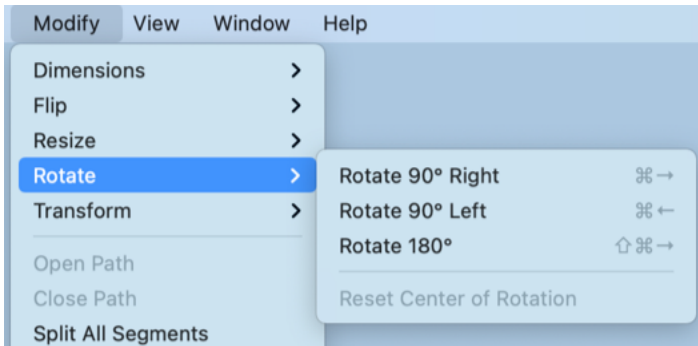 Modify View Window Help
Dimensions
Flip
Resize
Rotate
Transform
Open Path
Close Path
Split All Segments
Rotate 90° Right ⌘→
Rotate 90° Left ⌘←
Rotate 180° ⇧⌘→
Reset Center of Rotation